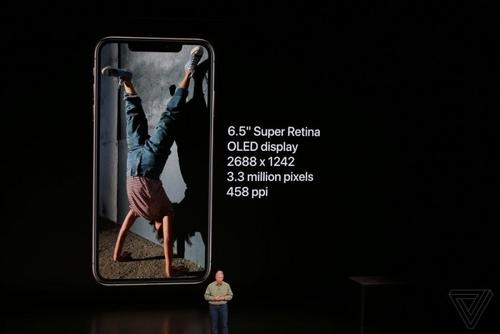 6.5" Super Retina
OLED display
2688 x 1242
3.3 million pixels
458 ppi